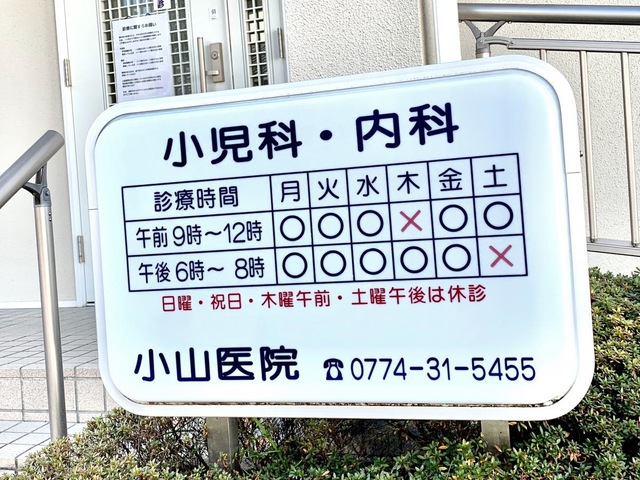 小児科・内科
診療時間 月 火 水 木 金 土
午前9時〜12時 ○ ○ ○ × ○ ○
午後6時〜8時 ○ ○ ○ ○ ○ ×
日曜・祝日・木曜午前・土曜午後は休診
小山医院 ☎0774-31-5455